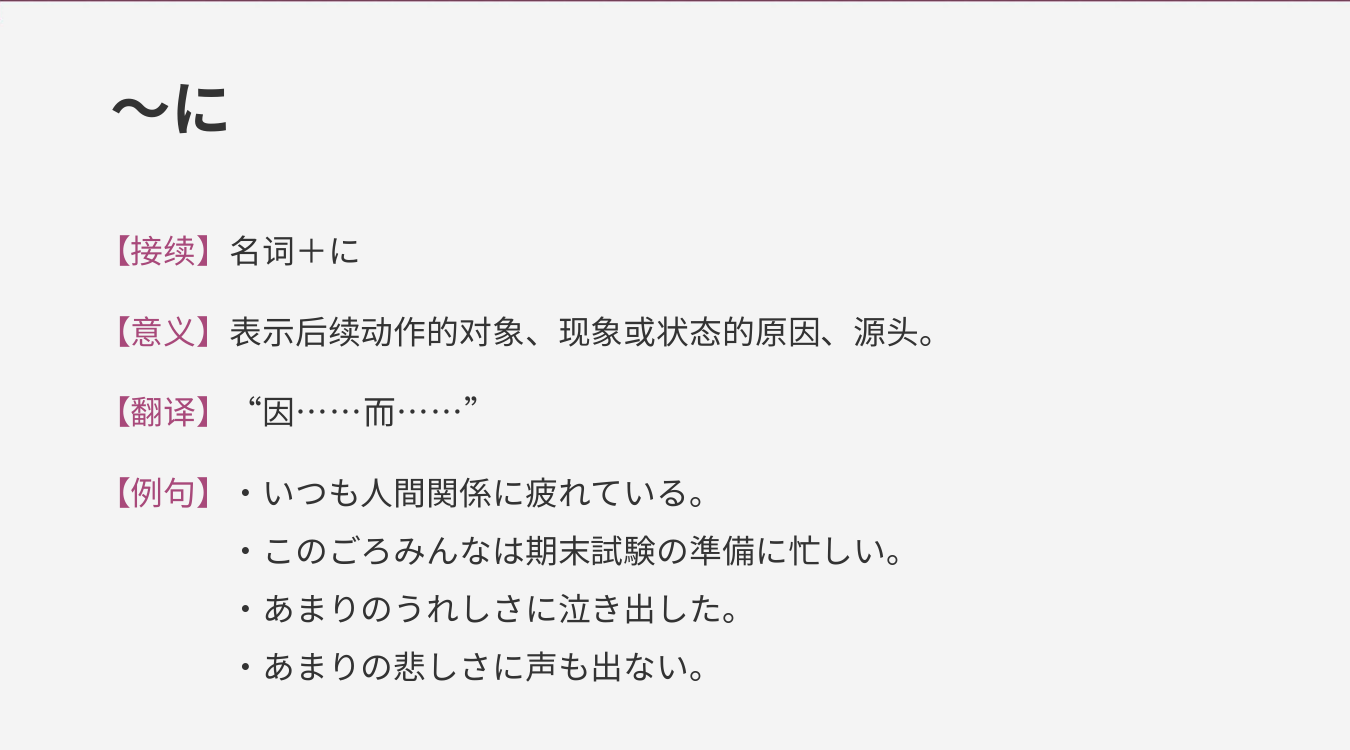 ～に
【接续】名词＋に
【意义】表示后续动作的对象、现象或状态的原因、源头。
【翻译】“因……而……”
【例句】・いつも人間関係に疲れている。
・このごろみんなは期末試験の準備に忙しい。
・あまりのうれしさに泣き出した。
・あまりの悲しさに声も出ない。